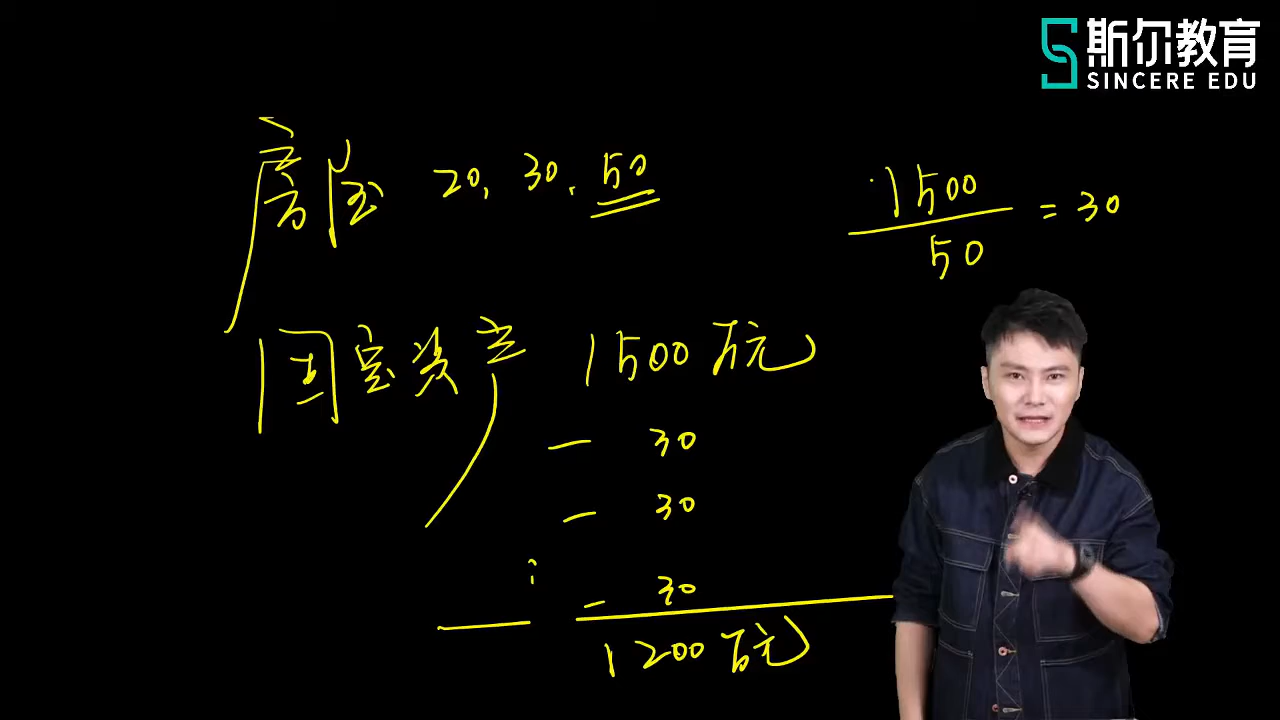 斯尔教育
SINCERE EDU
房屋 20, 30, 50
1500
50
= 30
固定资产 1500万元
- 30
- 30
- 30
1200万元